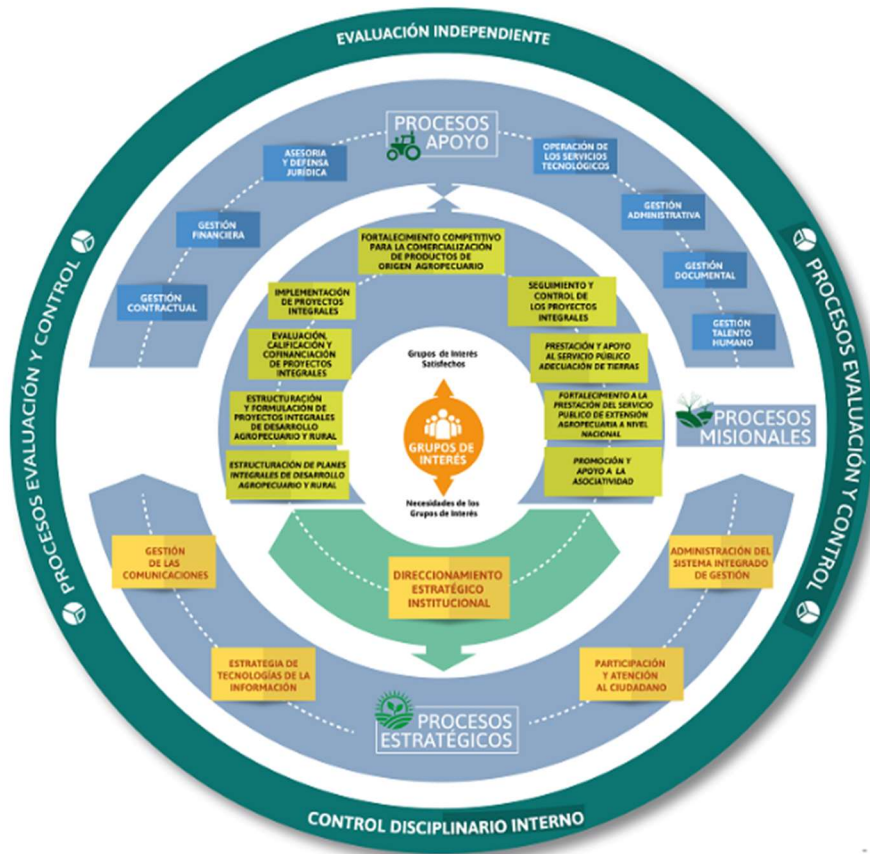 EVALUACIÓN INDEPENDIENTE
PROCESOS
APOYO
ASESORIA
Y DEFENSA
JURÍDICA
OPERACIÓN DE
LOS SERVICIOS
TECNOLÓGICOS
GESTIÓN
FINANCIERA
GESTIÓN
ADMINISTRATIVA
GESTIÓN
CONTRACTUAL
GESTIÓN
DOCUMENTAL
GESTIÓN
TALENTO
HUMANO
FORTALECIMIENTO COMPETITIVO
PARA LA COMERCIALIZACIÓN
DE PRODUCTOS DE
ORIGEN AGROPECUARIO
IMPLEMENTACIÓN
DE PROYECTOS
INTEGRALES
SEGUIMIENTO Y
CONTROL DE
LOS PROYECTOS
INTEGRALES
EVALUACIÓN,
CALIFICACIÓN Y
COFINANCIACIÓN
DE PROYECTOS
INTEGRALES
PRESTACIÓN Y APOYO
AL SERVICIO PÚBLICO
ADECUACIÓN DE TIERRAS
ESTRUCTURACIÓN
Y FORMULACIÓN DE
PROYECTOS INTEGRALES
DE DESARROLLO
AGROPECUARIO Y RURAL
FORTALECIMIENTO A LA
PRESTACIÓN DEL SERVICIO
PUBLICO DE EXTENSIÓN
AGROPECUARIA A NIVEL
NACIONAL
ESTRUCTURACIÓN DE PLANES
INTEGRALES DE DESARROLLO
AGROPECUARIO Y RURAL
PROMOCIÓN Y
APOYO A LA
ASOCIATIVIDAD
Grupos de Interés
Satisfechos
GRUPOS DE
INTERÉS
Necesidades de los
Grupos de Interés
PROCESOS
MISIONALES
PROCESOS EVALUACIÓN Y CONTROL
PROCESOS EVALUACIÓN Y CONTROL
GESTIÓN
DE LAS
COMUNICACIONES
DIRECCIONAMIENTO
ESTRATÉGICO
INSTITUCIONAL
ADMINISTRACIÓN DEL
SISTEMA INTEGRADO
DE GESTIÓN
ESTRATEGIA DE
TECNOLOGÍAS DE LA
INFORMACIÓN
PARTICIPACIÓN
Y ATENCIÓN
AL CIUDADANO
PROCESOS
ESTRATÉGICOS
CONTROL DISCIPLINARIO INTERNO